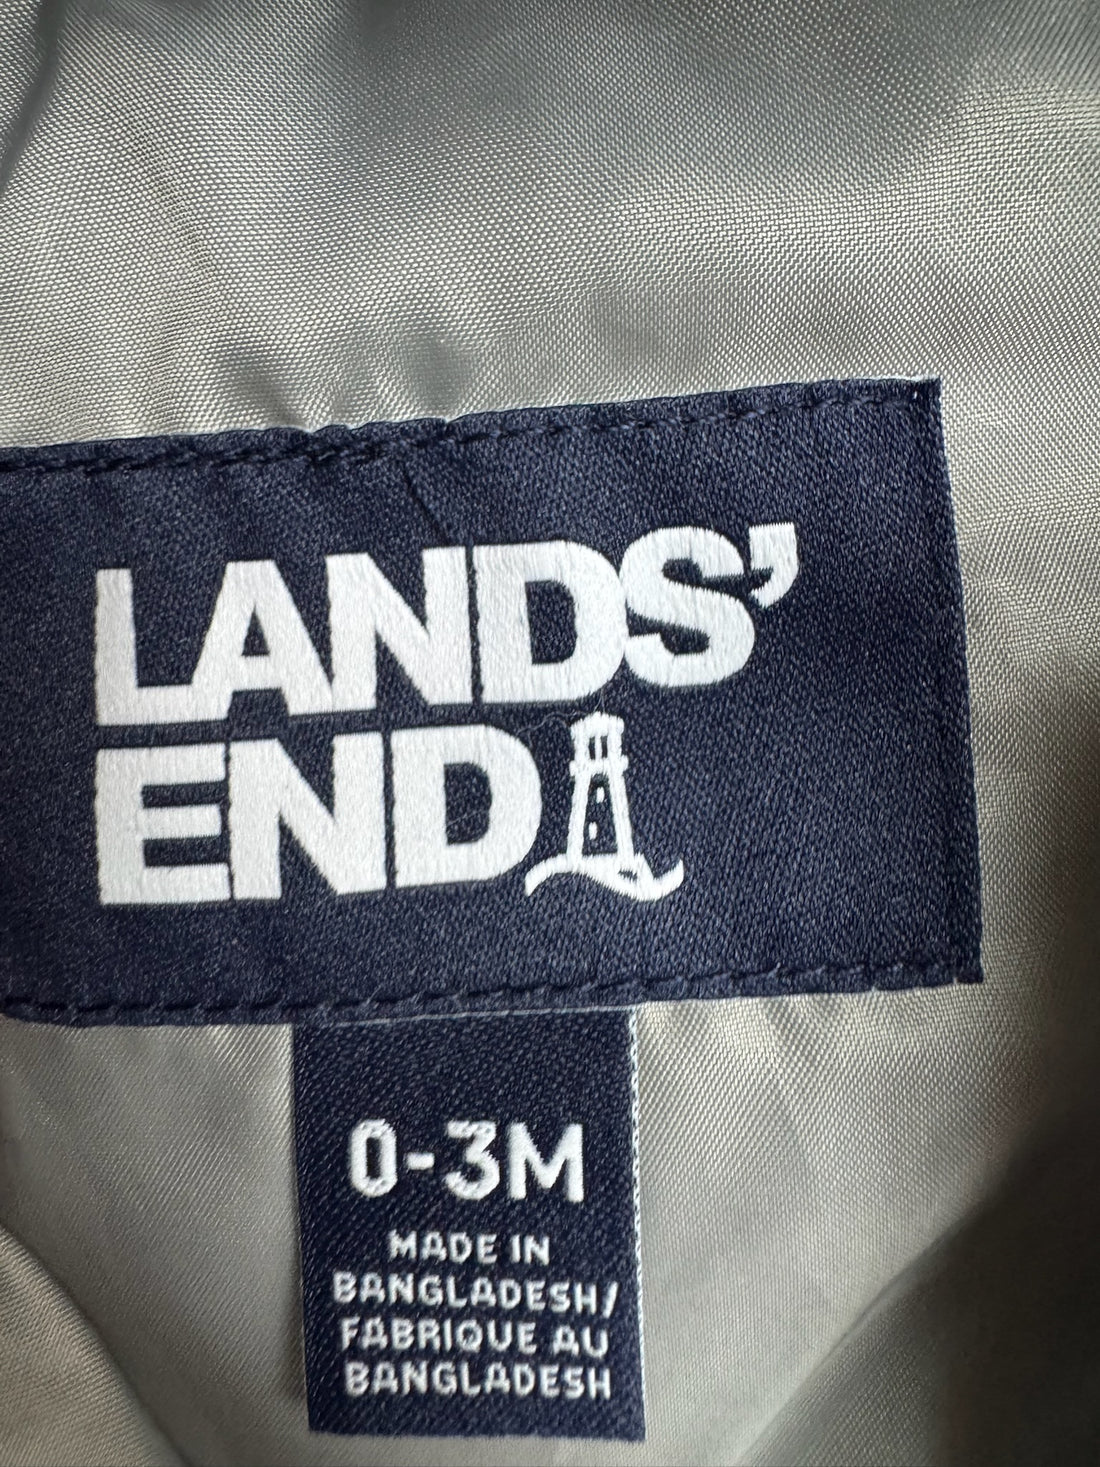 LANDS'
END
0-3M
MADE IN
BANGLADESH/
FABRIQUE AU
BANGLADESH